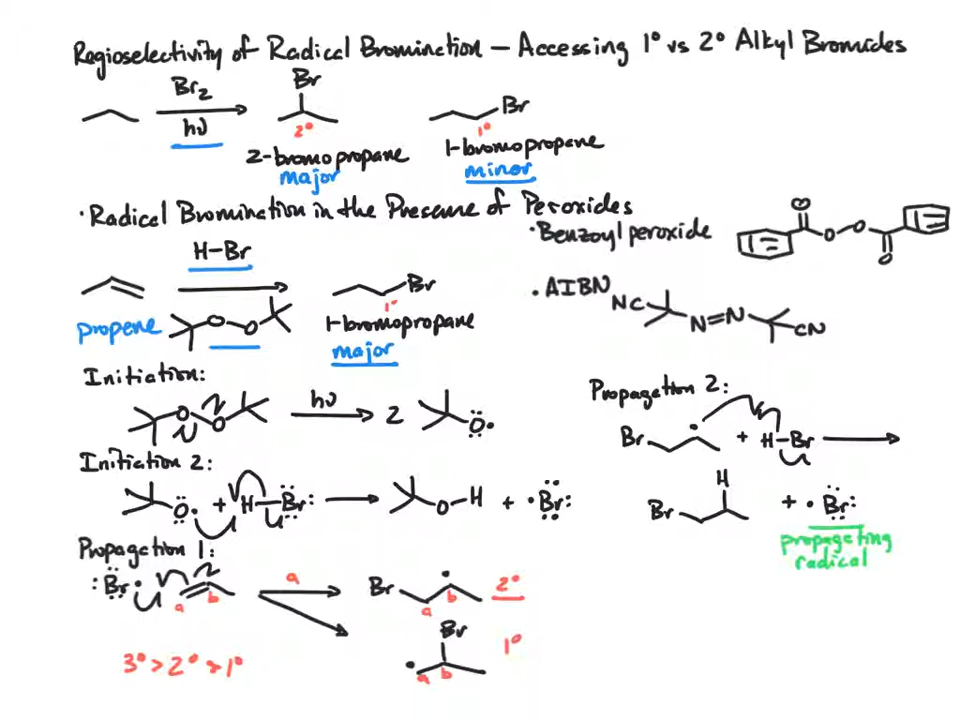 Regioselectivity of Radical Bromination – Accessing 1° vs 2° Alkyl Bromides
Br₂
hν
Br
2°
2-bromopropane
major
Br
1°
1-bromopropane
minor
·Radical Bromination in the Presence of Peroxides
H-Br
propene
O O
Br
1°
1-bromopropane
major
·Benzoyl peroxide
O O O O
·AIBN
NC N=N CN
Initiation:
O O hν 2 O·
Initiation 2:
O· + H-Br: O-H + ·Br:
Propagation 1:
:Br· a b
a
Br · a b 2°
Br
· a b 1°
3° > 2° > 1°
Propagation 2:
Br · + H-Br
Br H + ·Br:
propagating
radical